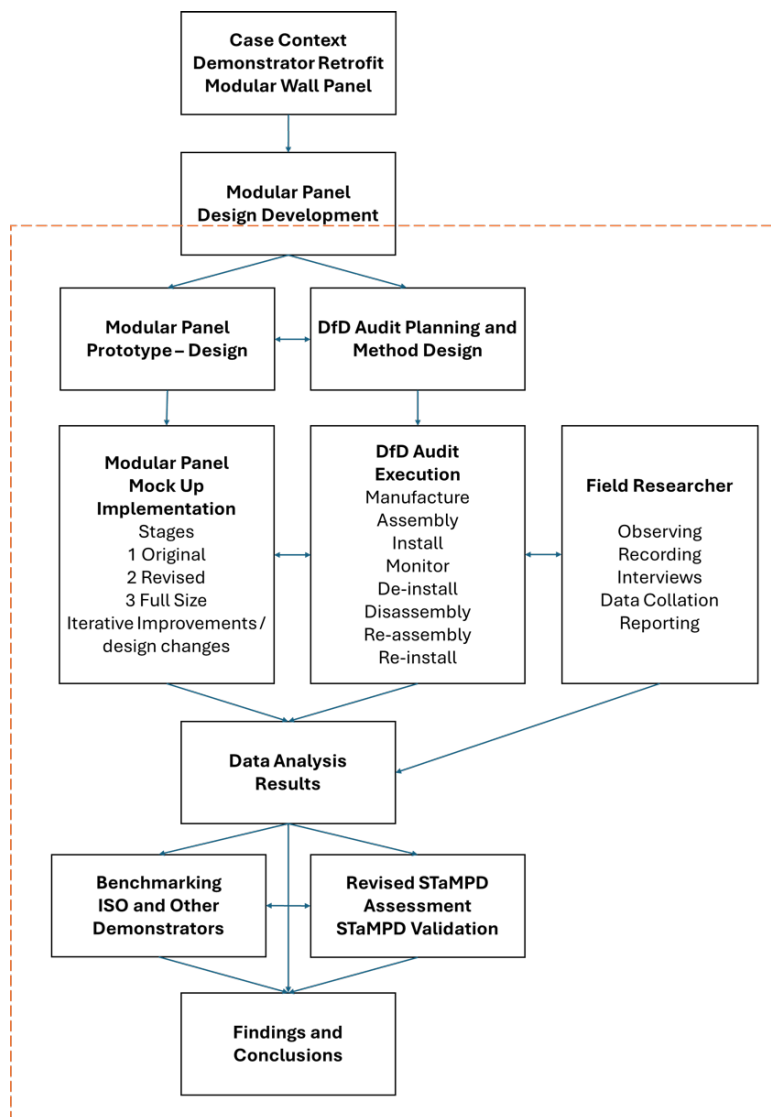 Case Context
Demonstrator Retrofit
Modular Wall Panel
Modular Panel
Design Development
Modular Panel
Prototype – Design
DfD Audit Planning and
Method Design
Modular Panel
Mock Up
Implementation
Stages
1 Original
2 Revised
3 Full Size
Iterative Improvements /
design changes
DfD Audit
Execution
Manufacture
Assembly
Install
Monitor
De-install
Disassembly
Re-assembly
Re-install
Field Researcher
Observing
Recording
Interviews
Data Collation
Reporting
Data Analysis
Results
Benchmarking
ISO and Other
Demonstrators
Revised STaMPD
Assessment
STaMPD Validation
Findings and
Conclusions